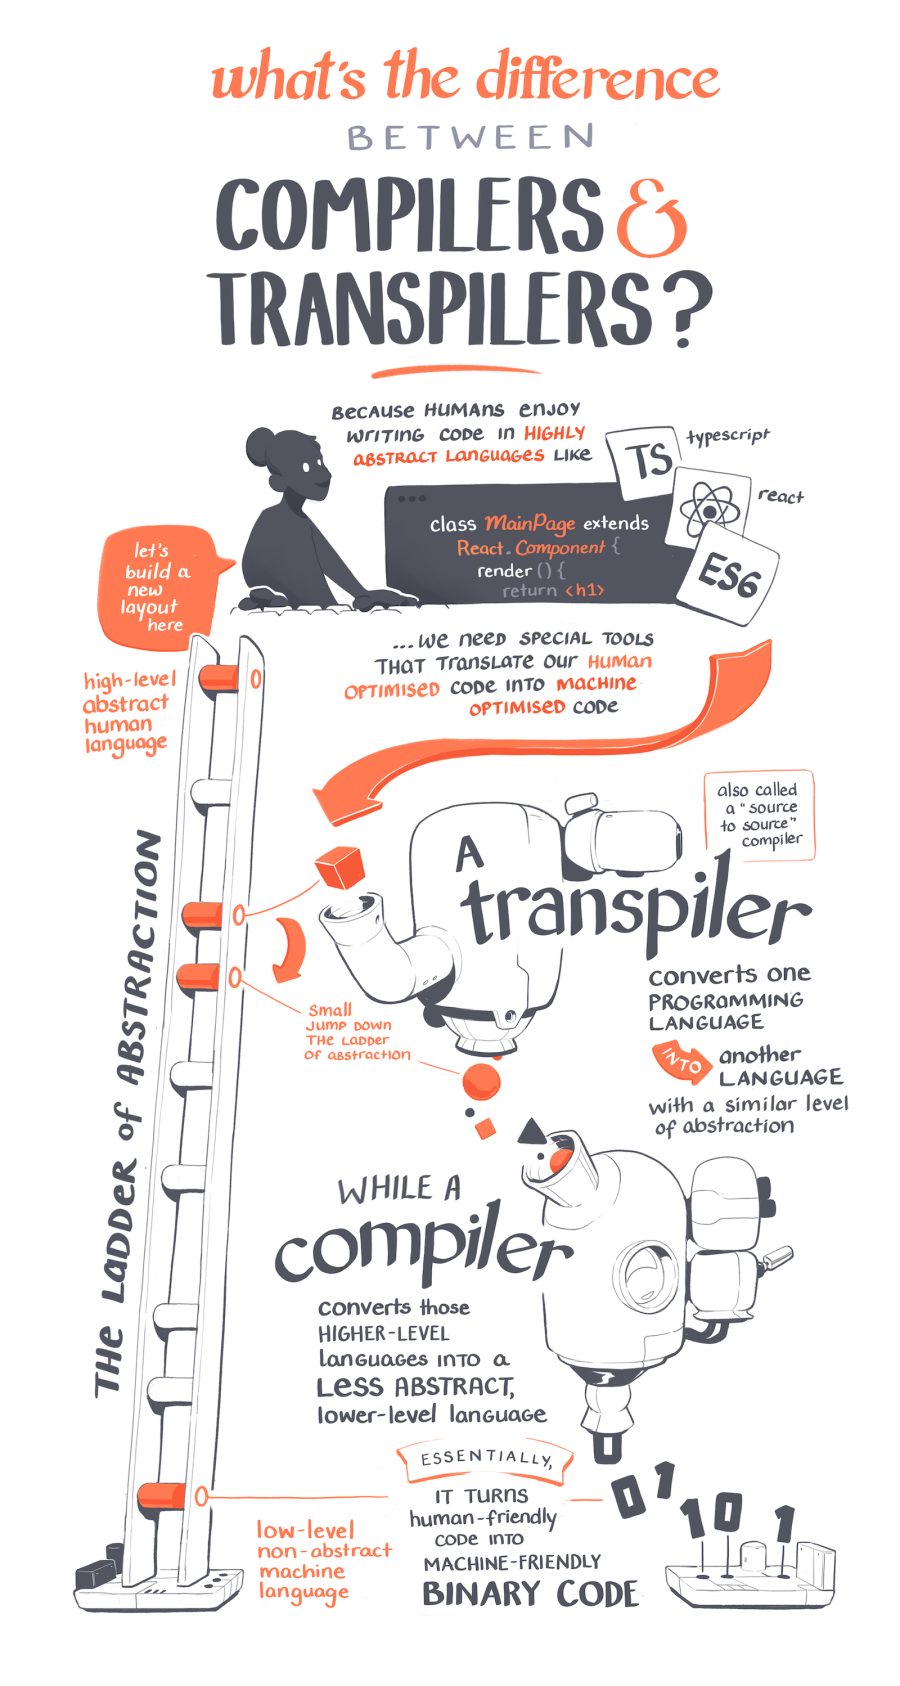 what's the difference
BETWEEN
COMPILERS &
TRANSPILERS?
BECAUSE HUMANS ENJOY
WRITING CODE IN HIGHLY
ABSTRACT LANGUAGES LIKE
TS
typescript
react
ES6
class MainPage extends
React.Component {
render () {
return <h1>
let's
build a
new
layout
here
...WE NEED SPECIAL TOOLS
THAT TRANSLATE OUR HUMAN
OPTIMISED CODE INTO MACHINE
OPTIMISED CODE
high-level
abstract
human
language
THE LADDER of ABSTRACTION
also called
a "source
to source"
compiler
A
transpiler
converts one
PROGRAMMING
LANGUAGE
INTO
another
LANGUAGE
with a similar level
of abstraction
Small
JUMP DOWN
THE LADDER
OF abstraction
WHILE A
compiler
converts those
HIGHER-LEVEL
languages INTO a
LESS ABSTRACT,
lower-level language
ESSENTIALLY,
IT TURNS
human-friendly
CODE INTO
MACHINE-FRIENDLY
BINARY CODE
0
0 1
1 0 1
low-level
non-abstract
machine
language